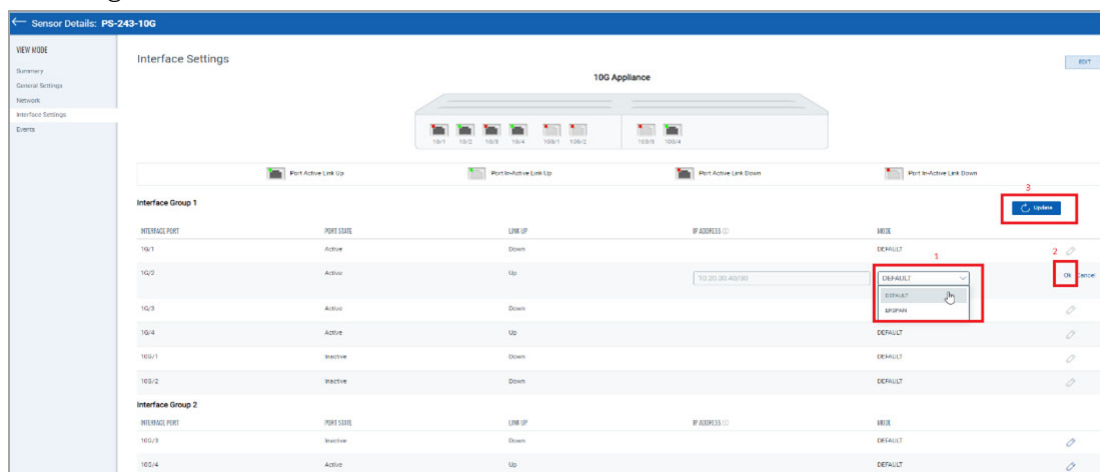 Sensor Details: PS-243-10G
VIEW MODE
Summary
General Settings
Network
Interface Settings
Events
Interface Settings
EDIT
10G Appliance
1G/1 1G/2 1G/3 1G/4 10G/1 10G/2 10G/3 10G/4
Port Active Link Up Port In-Active Link Up Port Active Link Down Port In-Active Link Down
3
Interface Group 1
Update
INTERFACE PORT PORT STATE LINK UP IP ADDRESS MODE
1G/1 Active Down DEFAULT
1 2
1G/2 Active Up 10.20.30.40/30 DEFAULT Ok Cancel
DEFAULT
ERSPAN
1G/3 Active Down
1G/4 Active Up DEFAULT
10G/1 Inactive Down DEFAULT
10G/2 Inactive Down DEFAULT
Interface Group 2
INTERFACE PORT PORT STATE LINK UP IP ADDRESS MODE
10G/3 Inactive Down DEFAULT
10G/4 Active Up DEFAULT